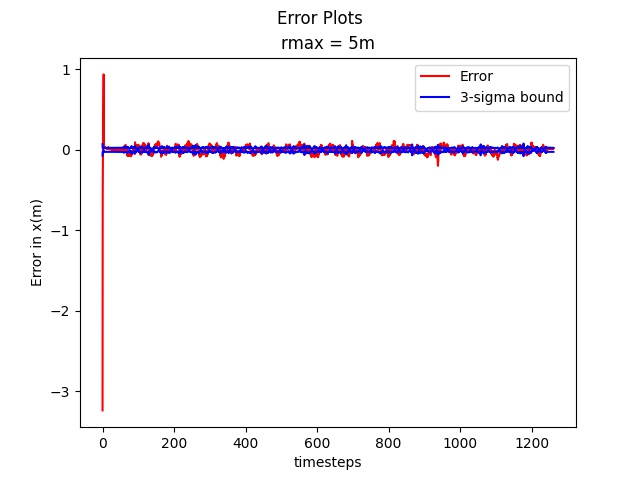 Error Plots
rmax = 5m
Error
3-sigma bound
Error in x(m)
1
0
−1
−2
−3
0 200 400 600 800 1000 1200
timesteps